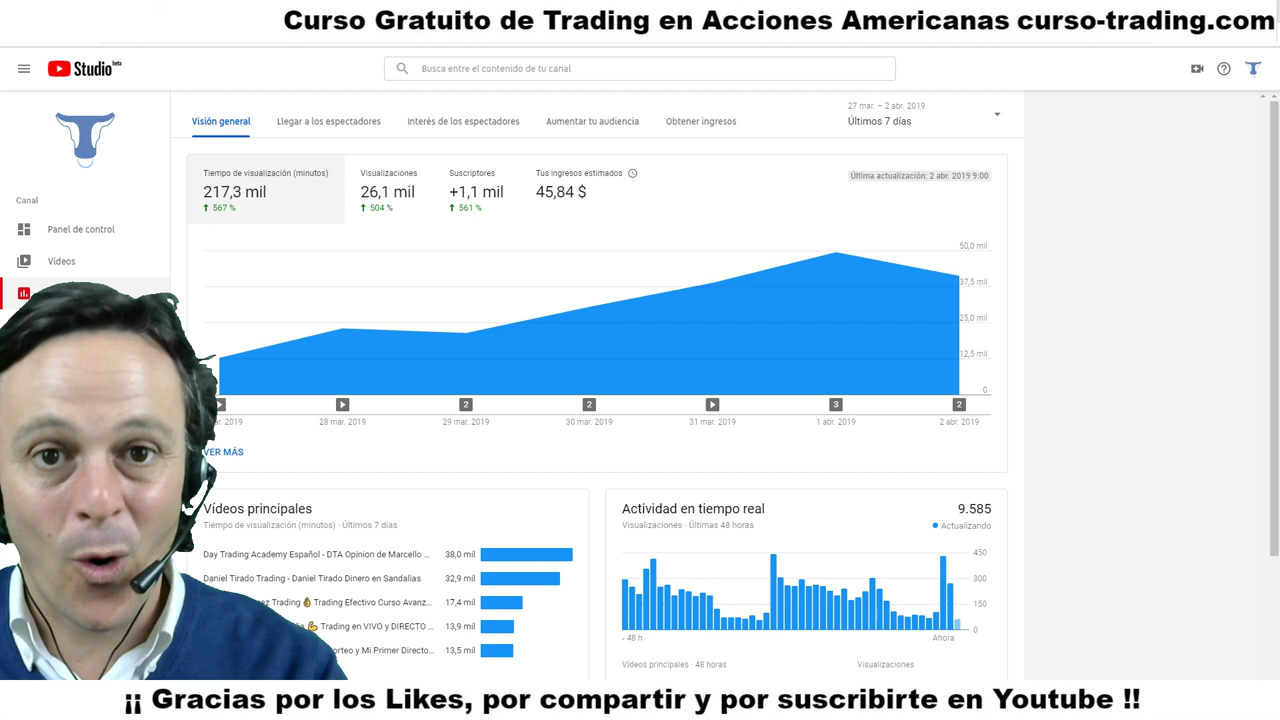 Curso Gratuito de Trading en Acciones Americanas curso-trading.com
Studio beta
Busca entre el contenido de tu canal
Visión general
Llegar a los espectadores
Interés de los espectadores
Aumentar tu audiencia
Obtener ingresos
27 mar. – 2 abr. 2019
Últimos 7 días
Canal
Panel de control
Vídeos
Tiempo de visualización (minutos)
217,3 mil
567 %
Visualizaciones
26,1 mil
504 %
Suscriptores
+1,1 mil
561 %
Tus ingresos estimados
45,84 $
Última actualización: 2 abr. 2019 9:00
50,0 mil
37,5 mil
25,0 mil
12,5 mil
0
2
2
3
2
ar. 2019
28 mar. 2019
29 mar. 2019
30 mar. 2019
31 mar. 2019
1 abr. 2019
2 abr. 2019
VER MÁS
Vídeos principales
Tiempo de visualización (minutos) · Últimos 7 días
Day Trading Academy Español - DTA Opinion de Marcello ... 38,0 mil
Daniel Tirado Trading - Daniel Tirado Dinero en Sandalias 32,9 mil
Trading Trading Efectivo Curso Avanz... 17,4 mil
Trading en VIVO y DIRECTO ... 13,9 mil
y Mi Primer Directo... 13,5 mil
Actividad en tiempo real
9.585
Visualizaciones · Últimas 48 horas
Actualizando
450
300
150
0
- 48 h
Ahora
Vídeos principales · 48 horas
Visualizaciones
¡¡ Gracias por los Likes, por compartir y por suscribirte en Youtube !!